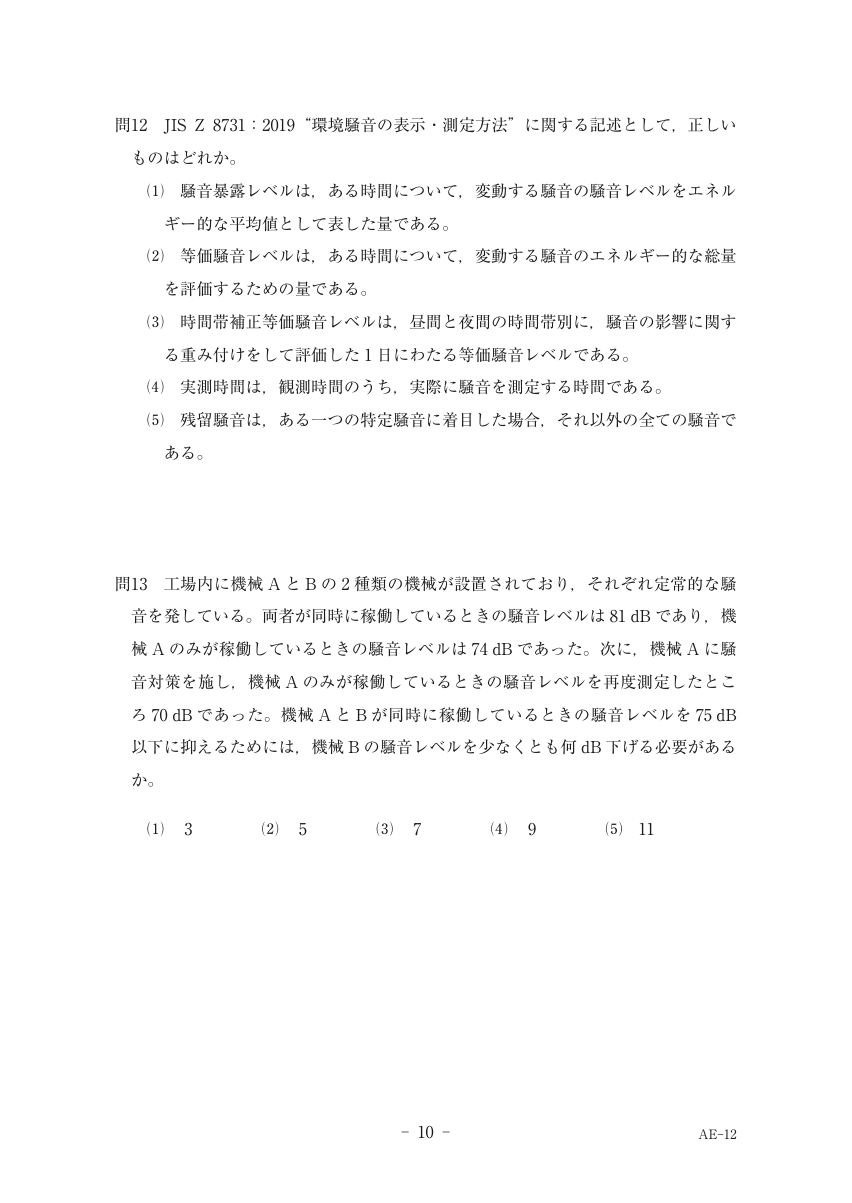 問12　JIS Z 8731：2019 “環境騒音の表示・測定方法” に関する記述として，正しい
ものはどれか。
⑴　騒音暴露レベルは，ある時間について，変動する騒音の騒音レベルをエネル
ギー的な平均値として表した量である。
⑵　等価騒音レベルは，ある時間について，変動する騒音のエネルギー的な総量
を評価するための量である。
⑶　時間帯補正等価騒音レベルは，昼間と夜間の時間帯別に，騒音の影響に関す
る重み付けをして評価した 1 日にわたる等価騒音レベルである。
⑷　実測時間は，観測時間のうち，実際に騒音を測定する時間である。
⑸　残留騒音は，ある一つの特定騒音に着目した場合，それ以外の全ての騒音で
ある。
問13　工場内に機械 A と B の 2 種類の機械が設置されており，それぞれ定常的な騒
音を発している。両者が同時に稼働しているときの騒音レベルは 81 dB であり，機
械 A のみが稼働しているときの騒音レベルは 74 dB であった。次に，機械 A に騒
音対策を施し，機械 A のみが稼働しているときの騒音レベルを再度測定したとこ
ろ 70 dB であった。機械 A と B が同時に稼働しているときの騒音レベルを 75 dB
以下に抑えるためには，機械 B の騒音レベルを少なくとも何 dB 下げる必要がある
か。
⑴　3　⑵　5　⑶　7　⑷　9　⑸　11
− 10 −
AE−12